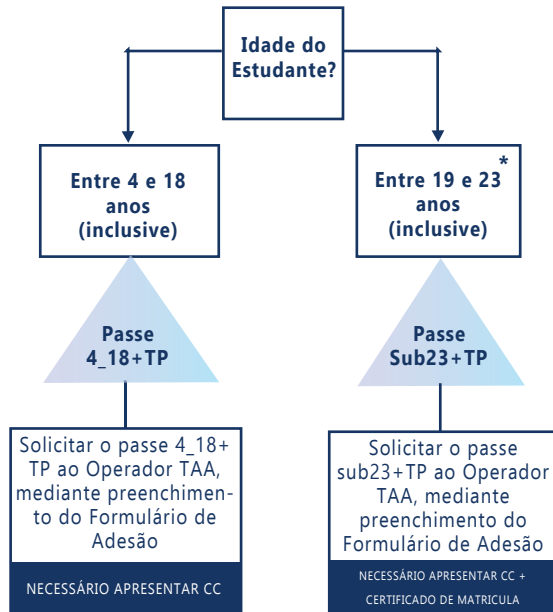 Idade do
Estudante?
Entre 4 e 18
anos
(inclusive)
Passe
4_18+TP
Solicitar o passe 4_18+
TP ao Operador TAA,
mediante preenchimen-
to do Formulário de
Adesão
NECESSÁRIO APRESENTAR CC
*
Entre 19 e 23
anos
(inclusive)
Passe
Sub23+TP
Solicitar o passe
sub23+TP ao Operador
TAA, mediante
preenchimento do
Formulário de Adesão
NECESSÁRIO APRESENTAR CC +
CERTIFICADO DE MATRICULA